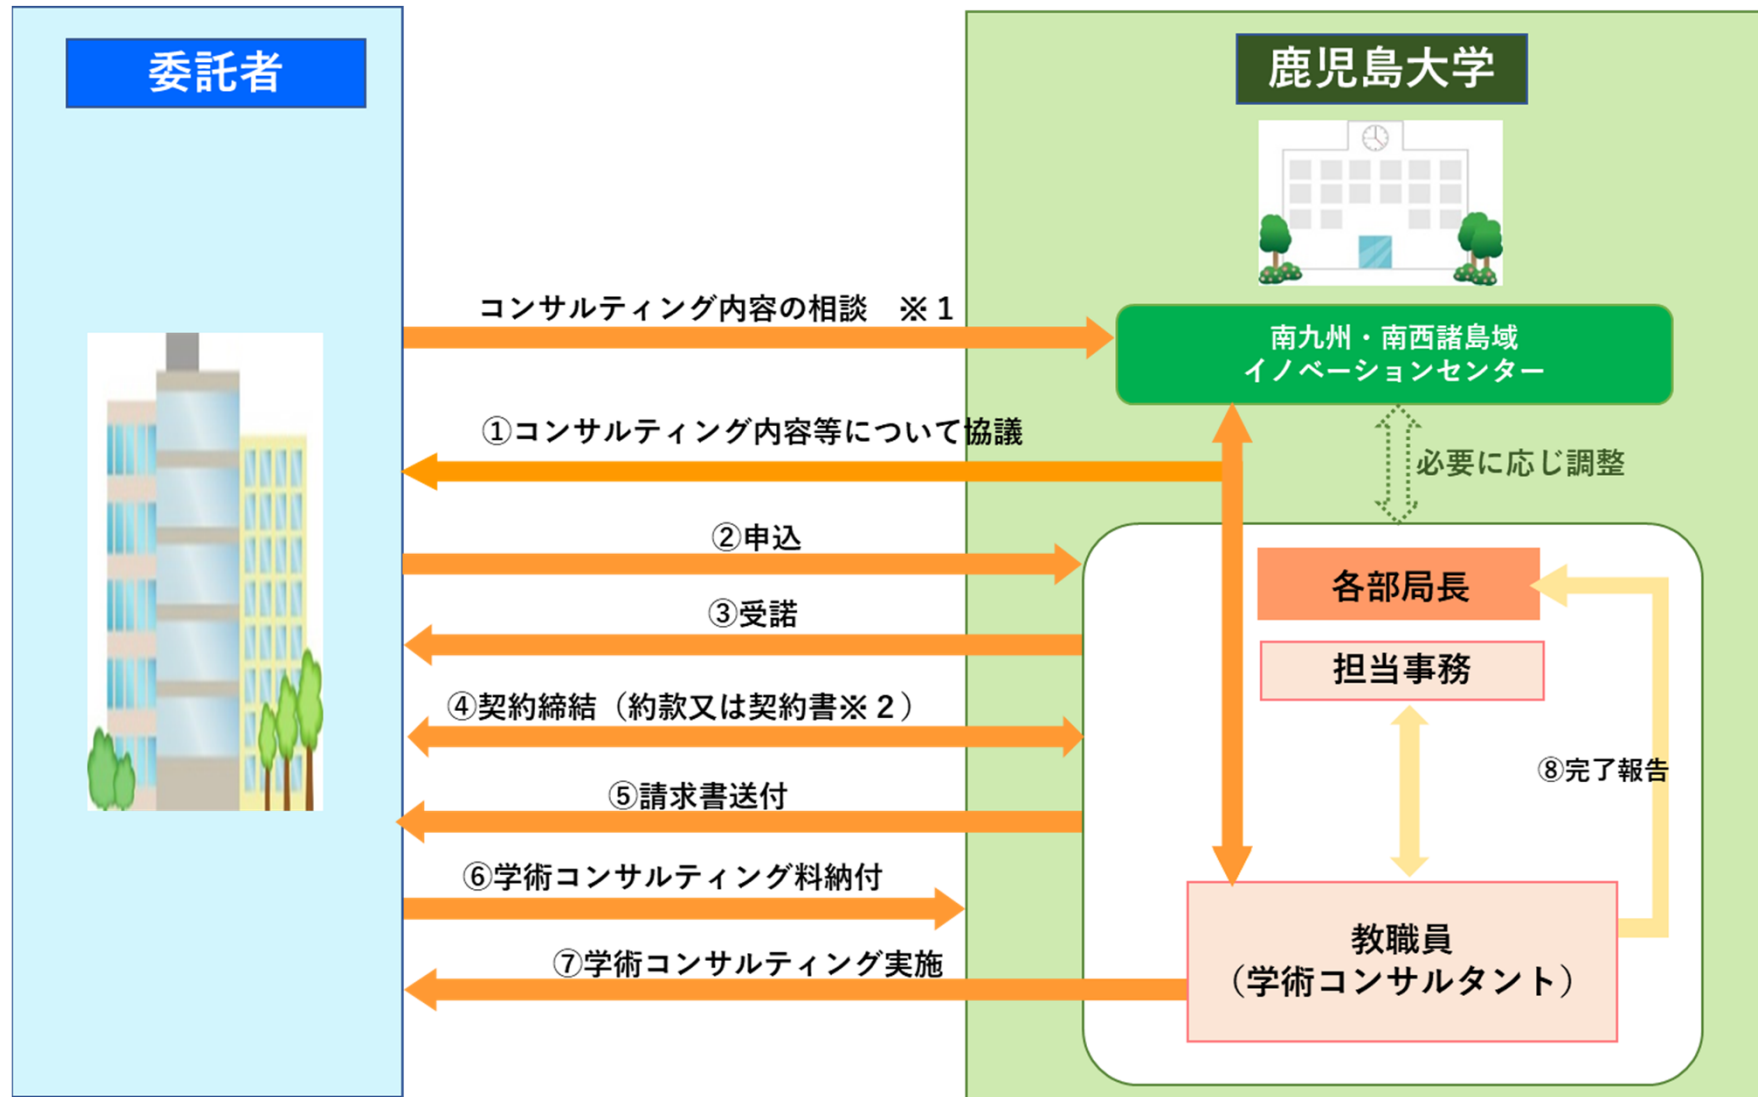 委託者
鹿児島大学
コンサルティング内容の相談　※１
南九州・南西諸島域
イノベーションセンター
①コンサルティング内容等について協議
必要に応じ調整
②申込
各部局長
③受諾
担当事務
④契約締結（約款又は契約書※２）
⑧完了報告
⑤請求書送付
⑥学術コンサルティング料納付
教職員
（学術コンサルタント）
⑦学術コンサルティング実施